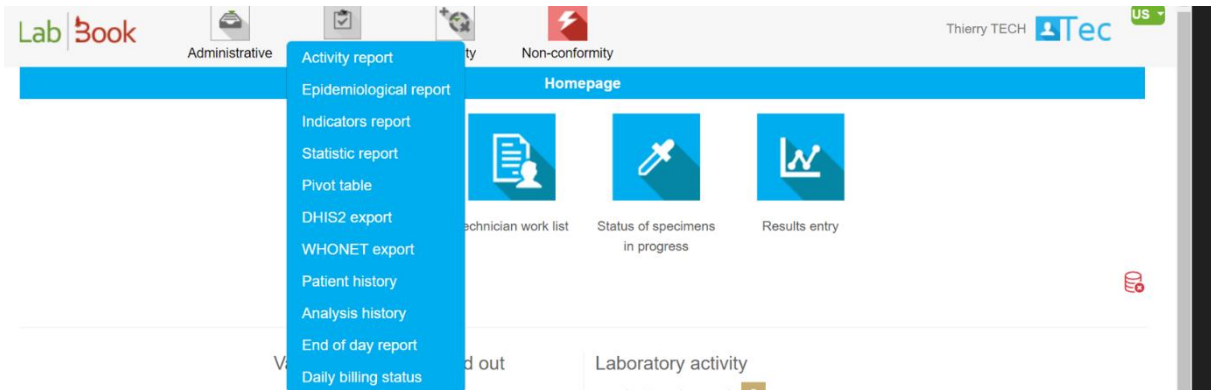 Lab Book
Administrative
ty
Non-conformity
Thierry TECH
Tec
US
Homepage
Activity report
Epidemiological report
Indicators report
Statistic report
Pivot table
DHIS2 export
WHONET export
Patient history
Analysis history
End of day report
Daily billing status
echnician work list
Status of specimens
in progress
Results entry
d out
Laboratory activity